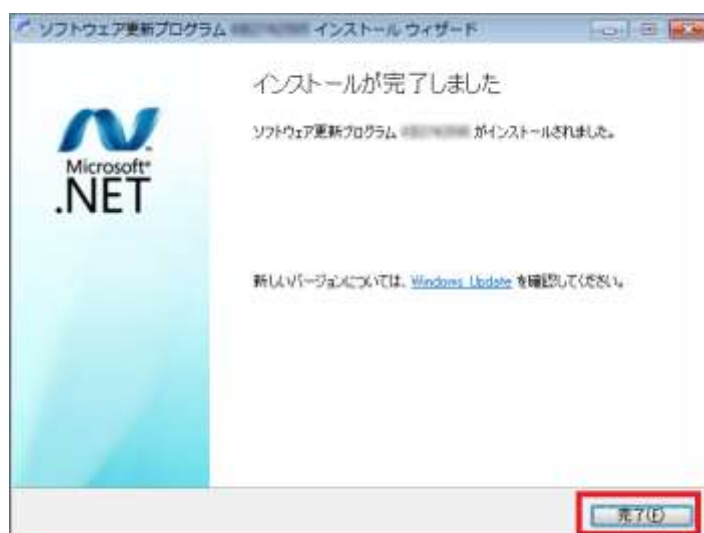 ソフトウェア更新プログラム インストール ウィザード
インストールが完了しました
ソフトウェア更新プログラム がインストールされました。
Microsoft®
.NET
新しいバージョンについては、Windows Update を確認してください。
完了(F)